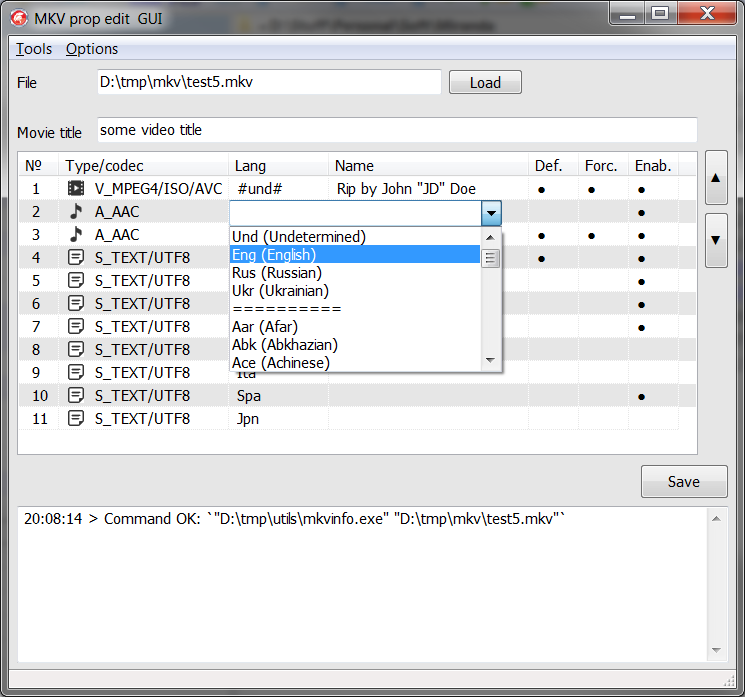 MKV prop edit GUI
Tools Options
File D:\tmp\mkv\test5.mkv Load
Movie title some video title
№ Type/codec Lang Name Def. Forc. Enab.
1 V_MPEG4/ISO/AVC #und# Rip by John "JD" Doe ● ● ●
2 A_AAC ●
3 A_AAC ● ● ●
4 S_TEXT/UTF8 ● ●
5 S_TEXT/UTF8 ●
6 S_TEXT/UTF8 ●
7 S_TEXT/UTF8 ●
8 S_TEXT/UTF8
9 S_TEXT/UTF8 Ita
10 S_TEXT/UTF8 Spa ●
11 S_TEXT/UTF8 Jpn
Und (Undetermined)
Eng (English)
Rus (Russian)
Ukr (Ukrainian)
==========
Aar (Afar)
Abk (Abkhazian)
Ace (Achinese)
Save
20:08:14 > Command OK: `"D:\tmp\utils\mkvinfo.exe" "D:\tmp\mkv\test5.mkv"`